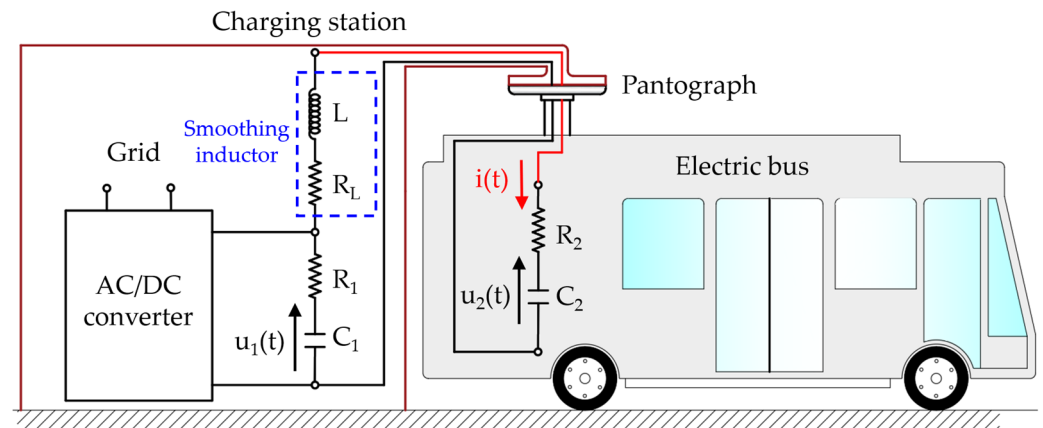 Charging station
Pantograph
L
Smoothing
inductor
R_L
Grid
Electric bus
i(t)
R_2
AC/DC
converter
R_1
u_2(t)
C_2
u_1(t)
C_1